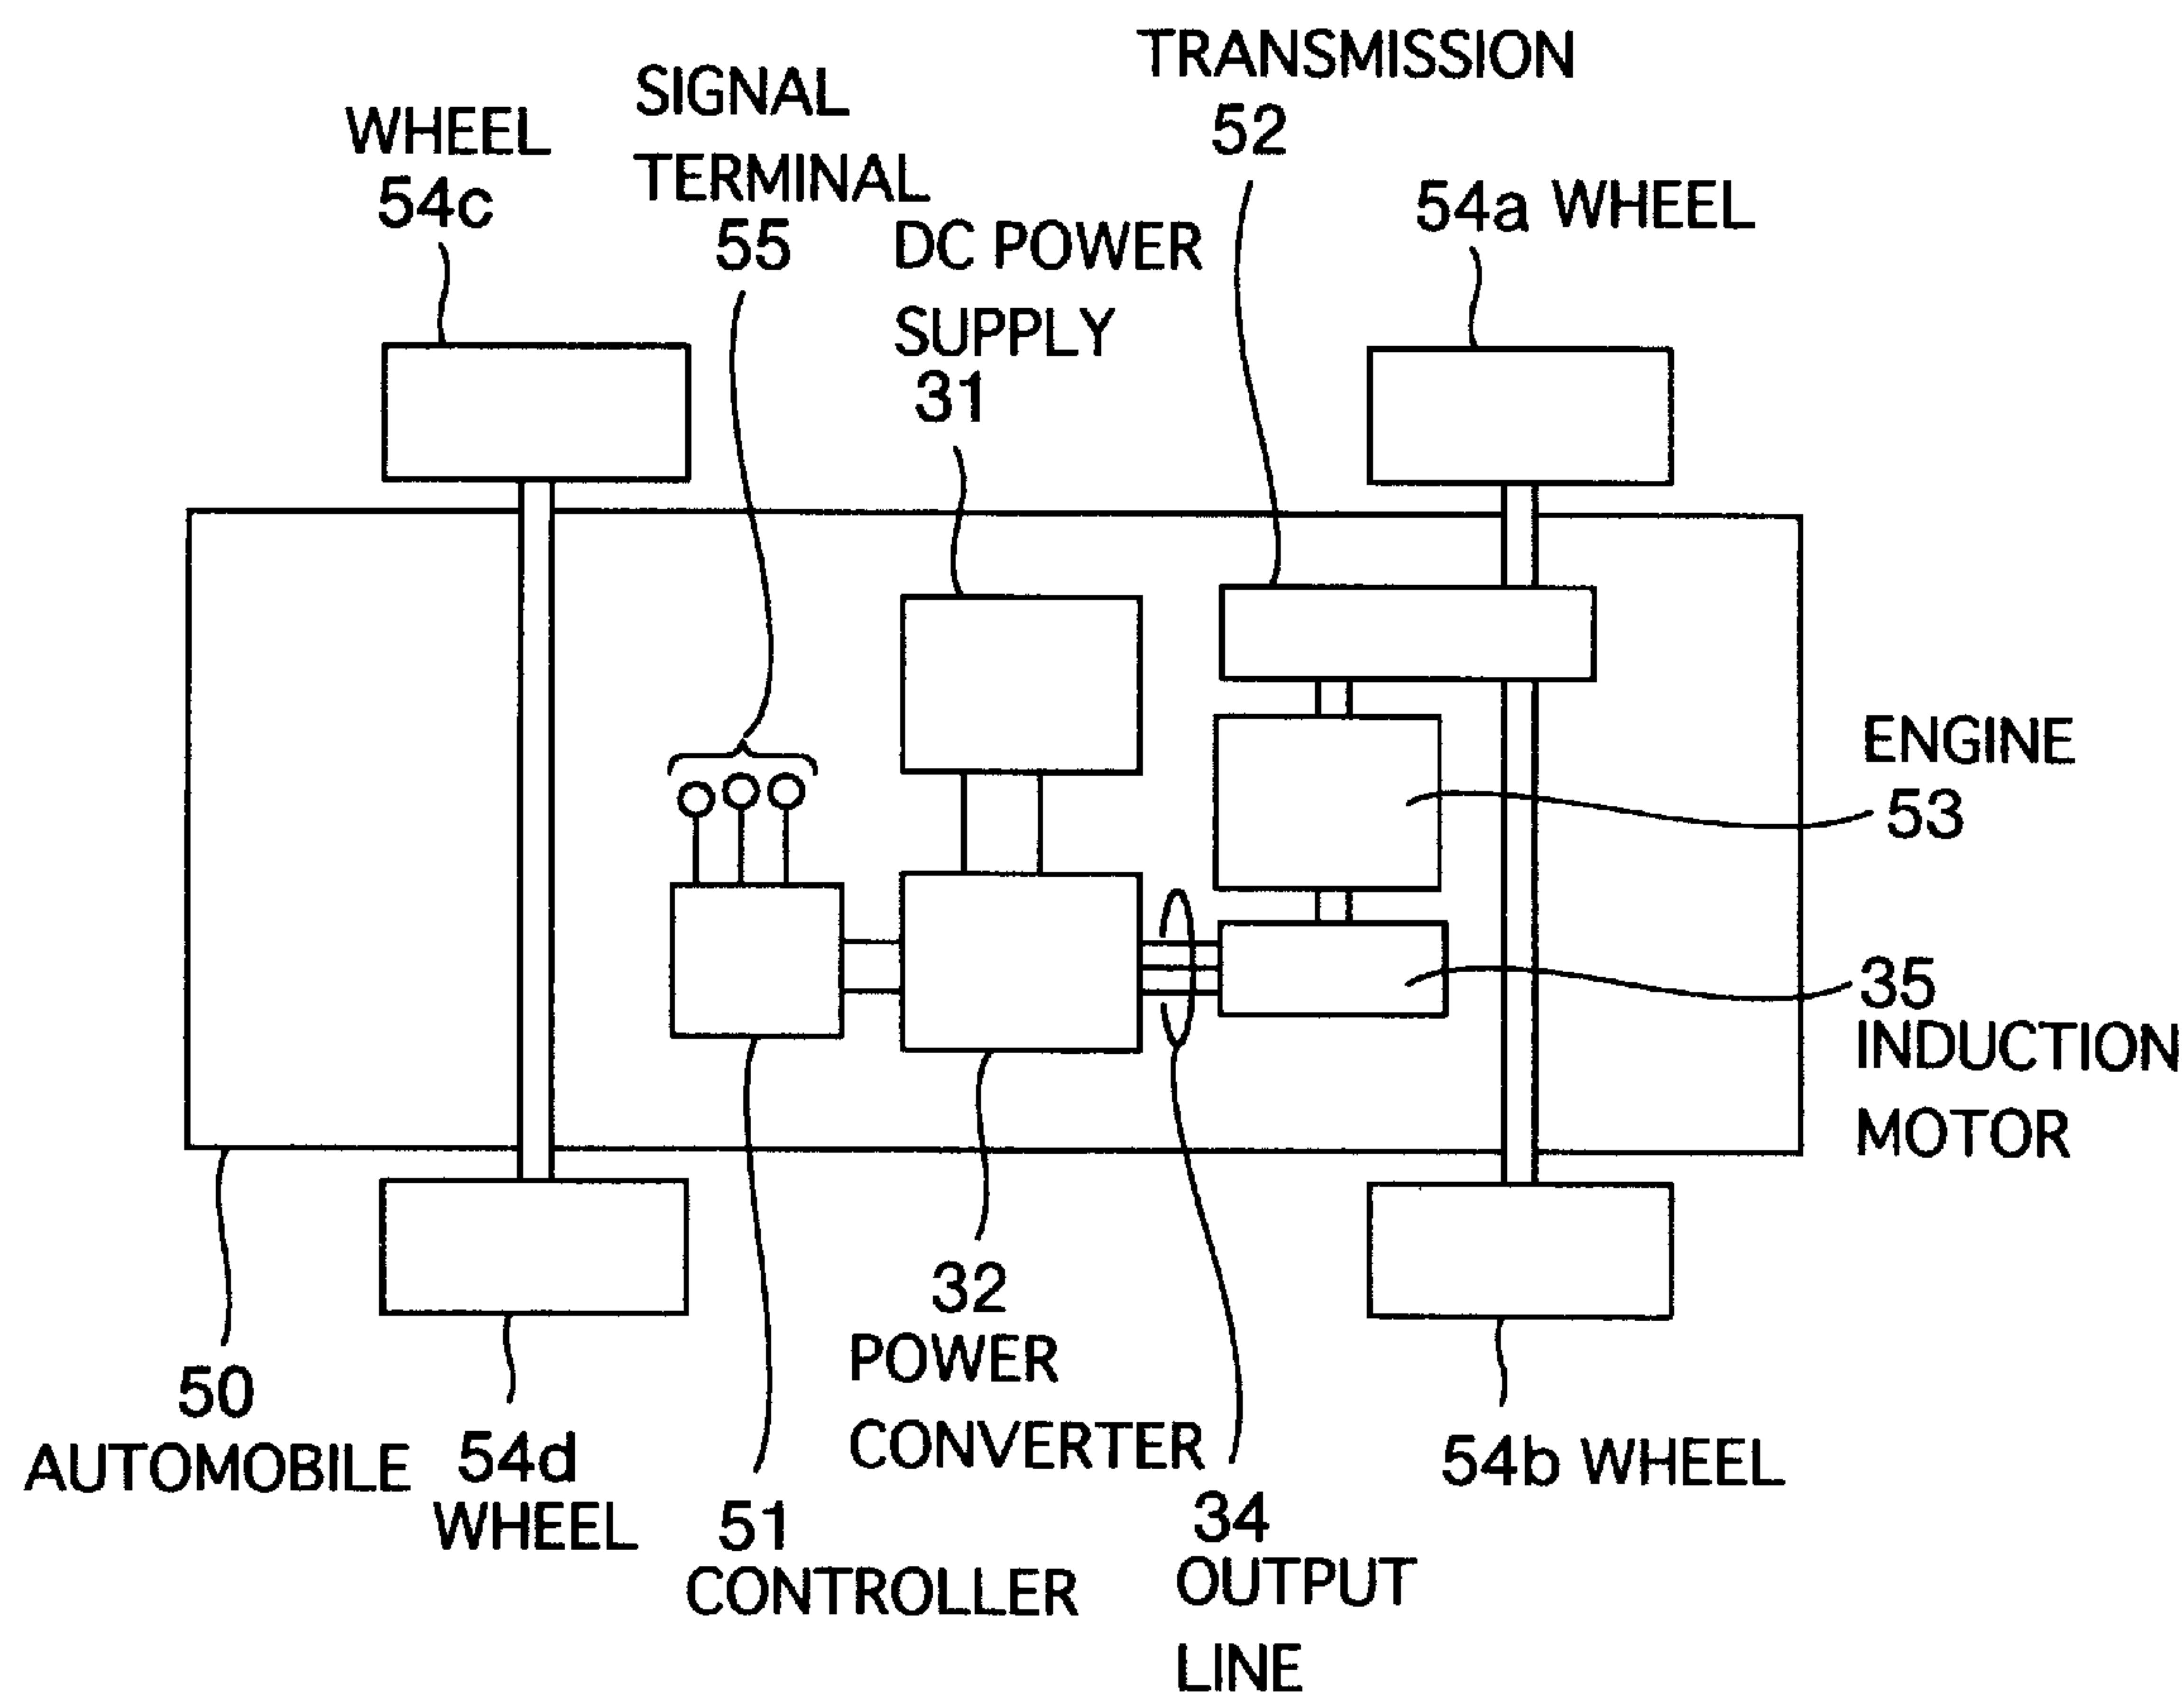 TRANSMISSION
52
SIGNAL
TERMINAL
55
WHEEL
54c
54a WHEEL
DC POWER
SUPPLY
31
ENGINE
53
35
INDUCTION
MOTOR
32
POWER
CONVERTER
50
AUTOMOBILE
54d
WHEEL
54b WHEEL
51
CONTROLLER
34
OUTPUT
LINE